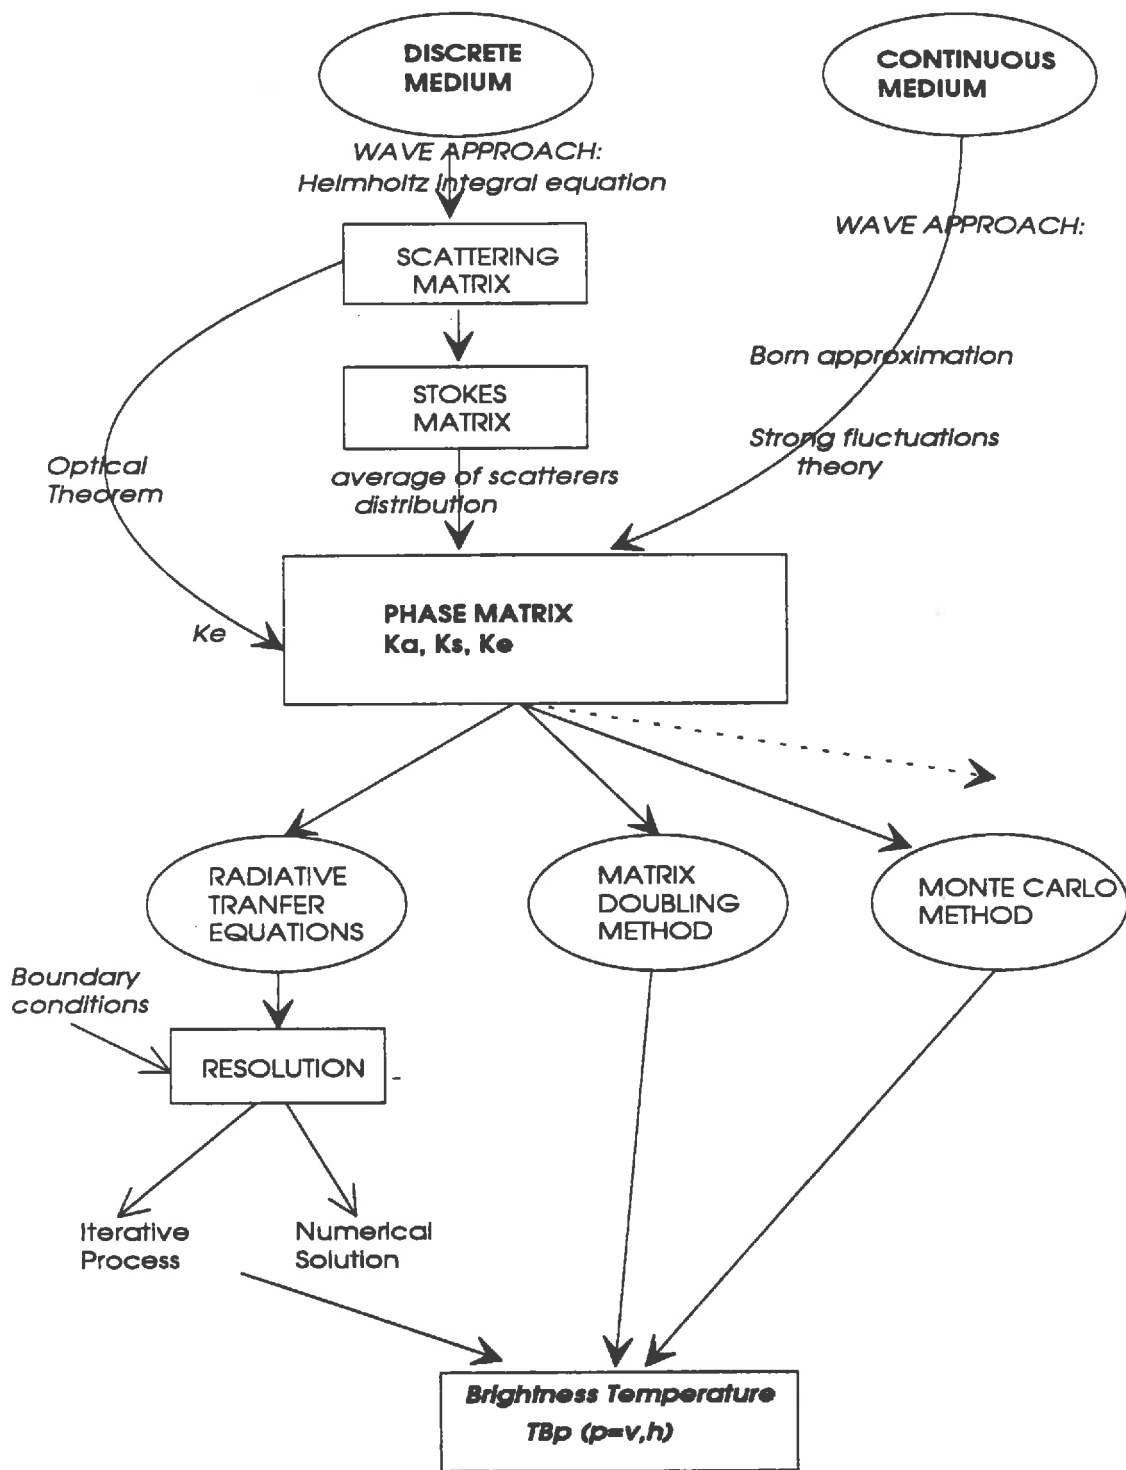 DISCRETE
MEDIUM
CONTINUOUS
MEDIUM
WAVE APPROACH:
Helmholtz integral equation
WAVE APPROACH:
SCATTERING
MATRIX
Born approximation
STOKES
MATRIX
Strong fluctuations
theory
Optical
Theorem
average of scatterers
distribution
PHASE MATRIX
Ka, Ks, Ke
Ke
RADIATIVE
TRANFER
EQUATIONS
MATRIX
DOUBLING
METHOD
MONTE CARLO
METHOD
Boundary
conditions
RESOLUTION
Iterative
Process
Numerical
Solution
Brightness Temperature
TBp (p=v,h)